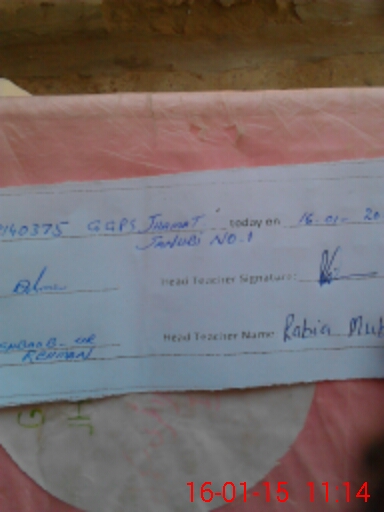 GGPS JHAMAT today on 16-01-20
JANUBI NO.1
Head Teacher Signature:
UR
Head Teacher Name: Rabia
REHMAN
16-01-15 11:14